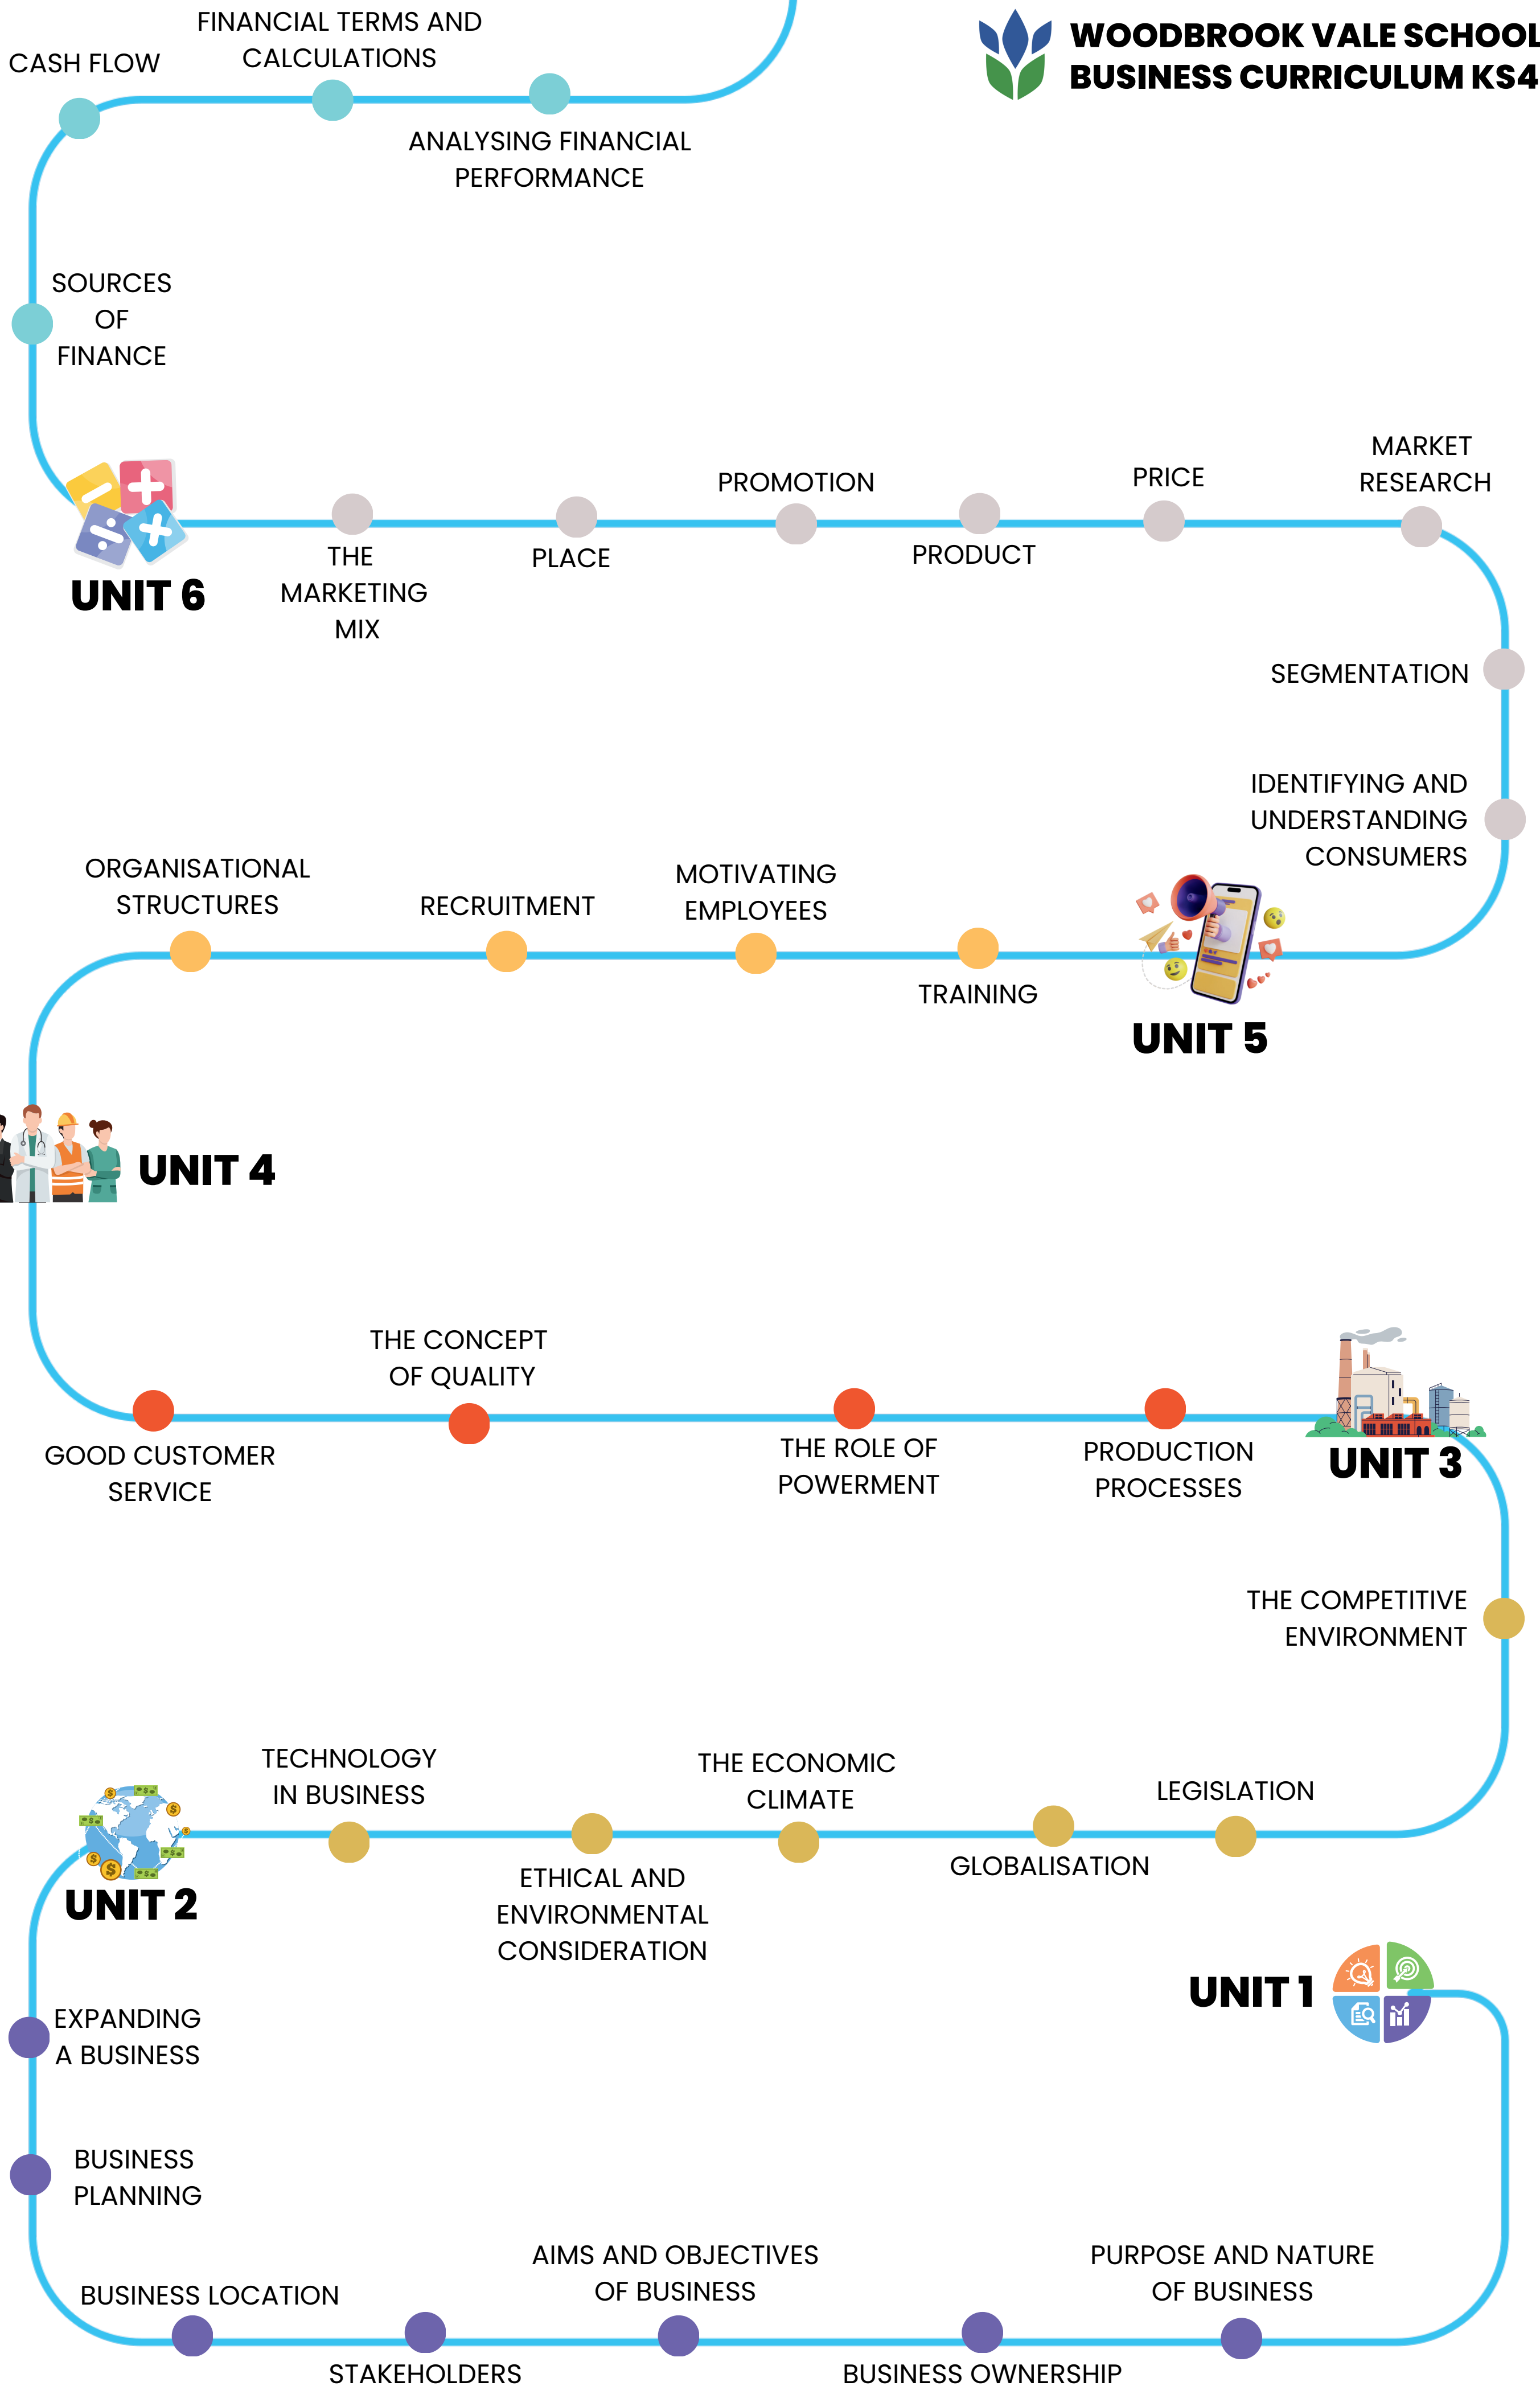 WOODBROOK VALE SCHOOL
BUSINESS CURRICULUM KS4
FINANCIAL TERMS AND
CALCULATIONS
CASH FLOW
ANALYSING FINANCIAL
PERFORMANCE
SOURCES
OF
FINANCE
UNIT 6
THE
MARKETING
MIX
PLACE
PROMOTION
PRODUCT
PRICE
MARKET
RESEARCH
SEGMENTATION
IDENTIFYING AND
UNDERSTANDING
CONSUMERS
ORGANISATIONAL
STRUCTURES
RECRUITMENT
MOTIVATING
EMPLOYEES
TRAINING
UNIT 5
UNIT 4
GOOD CUSTOMER
SERVICE
THE CONCEPT
OF QUALITY
THE ROLE OF
POWERMENT
PRODUCTION
PROCESSES
UNIT 3
THE COMPETITIVE
ENVIRONMENT
TECHNOLOGY
IN BUSINESS
ETHICAL AND
ENVIRONMENTAL
CONSIDERATION
THE ECONOMIC
CLIMATE
GLOBALISATION
LEGISLATION
UNIT 2
UNIT 1
EXPANDING
A BUSINESS
BUSINESS
PLANNING
BUSINESS LOCATION
STAKEHOLDERS
AIMS AND OBJECTIVES
OF BUSINESS
BUSINESS OWNERSHIP
PURPOSE AND NATURE
OF BUSINESS